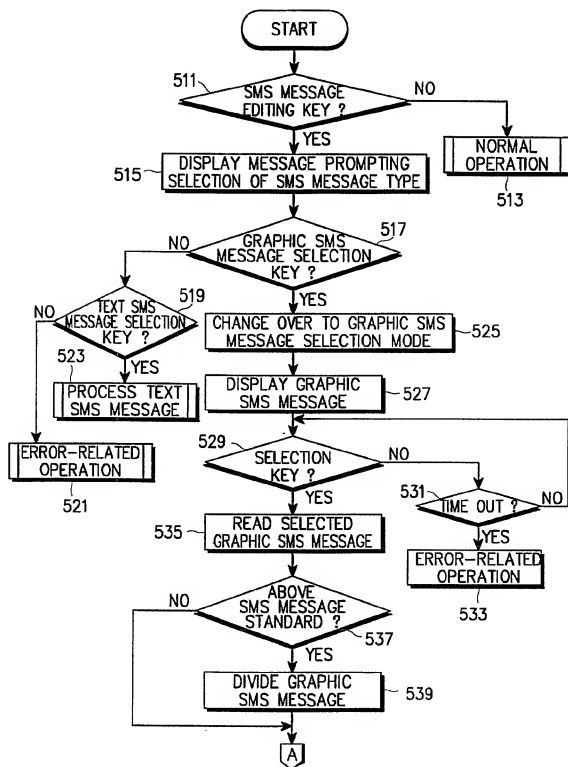 START
511
SMS MESSAGE
EDITING KEY ?
NO
YES
515
DISPLAY MESSAGE PROMPTING
SELECTION OF SMS MESSAGE TYPE
NORMAL
OPERATION
513
517
NO
GRAPHIC SMS
MESSAGE SELECTION
KEY ?
YES
519
NO
TEXT SMS
MESSAGE SELECTION
KEY ?
YES
CHANGE OVER TO GRAPHIC SMS
MESSAGE SELECTION MODE
525
523
PROCESS TEXT
SMS MESSAGE
DISPLAY GRAPHIC
SMS MESSAGE
527
ERROR-RELATED
OPERATION
521
529
SELECTION
KEY ?
NO
YES
531
TIME OUT ?
NO
YES
535
READ SELECTED
GRAPHIC SMS MESSAGE
ERROR-RELATED
OPERATION
533
NO
ABOVE
SMS MESSAGE
STANDARD ?
537
YES
DIVIDE GRAPHIC
SMS MESSAGE
539
A